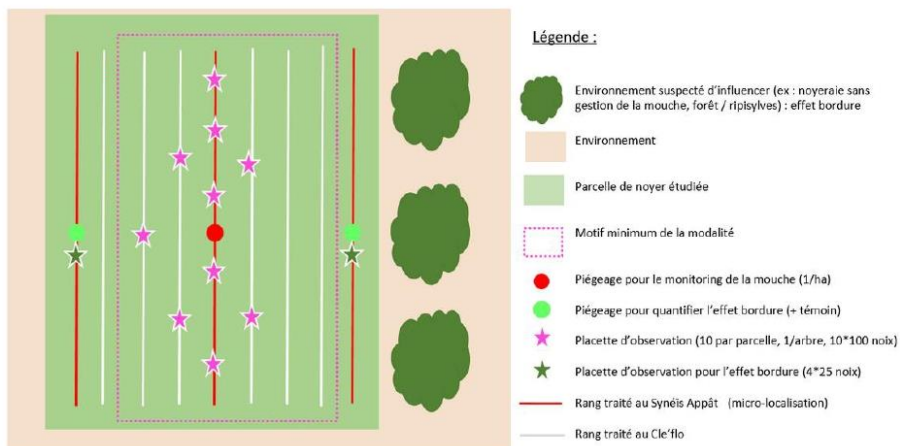 Légende :
Environnement suspecté d'influencer (ex : noyeraie sans
gestion de la mouche, forêt / ripisylves) : effet bordure
Environnement
Parcelle de noyer étudiée
Motif minimum de la modalité
Piégeage pour le monitoring de la mouche (1/ha)
Piégeage pour quantifier l'effet bordure (+ témoin)
Placette d'observation (10 par parcelle, 1/arbre, 10*100 noix)
Placette d'observation pour l'effet bordure (4*25 noix)
Rang traité au Synéïs Appât (micro-localisation)
Rang traité au Cle'flo